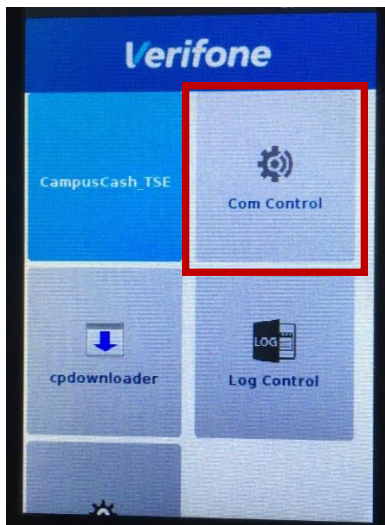 Verifone
CampusCash_TSE
Com Control
cpdownloader
LOG
Log Control